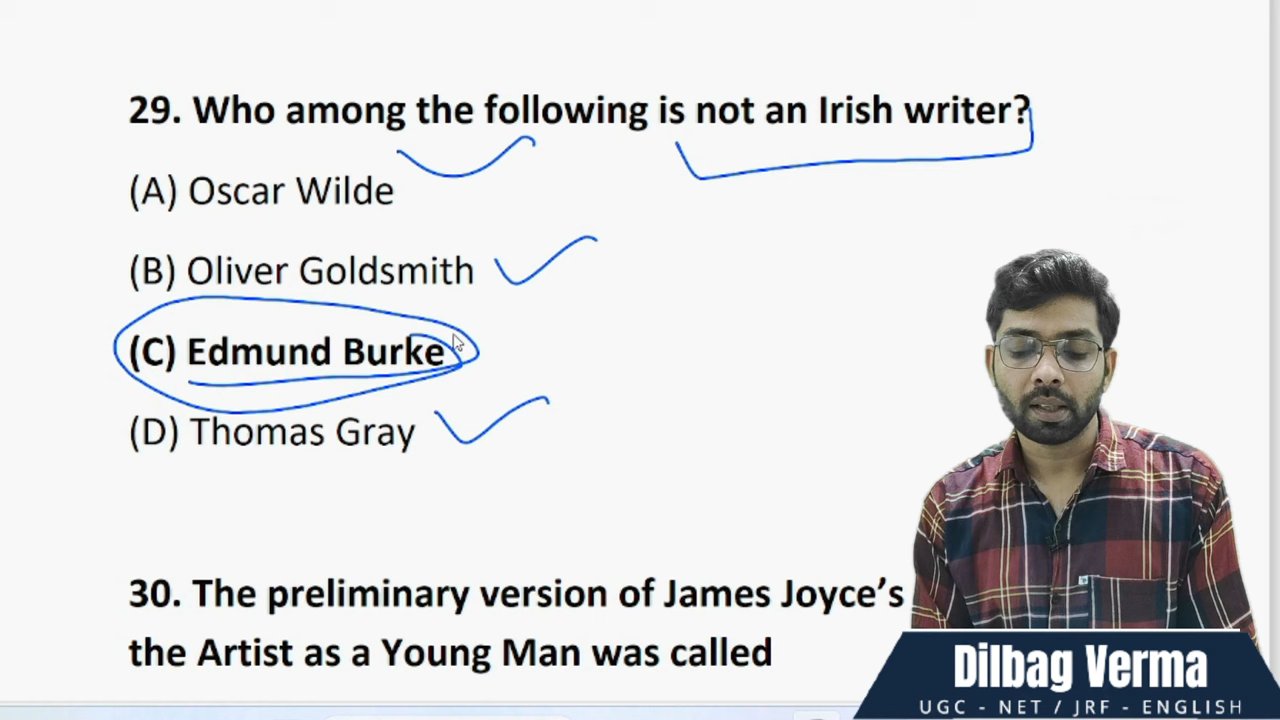 29. Who among the following is not an Irish writer?
(A) Oscar Wilde
(B) Oliver Goldsmith
(C) Edmund Burke
(D) Thomas Gray
30. The preliminary version of James Joyce’s
the Artist as a Young Man was called
Dilbag Verma
UGC - NET / JRF - ENGLISH